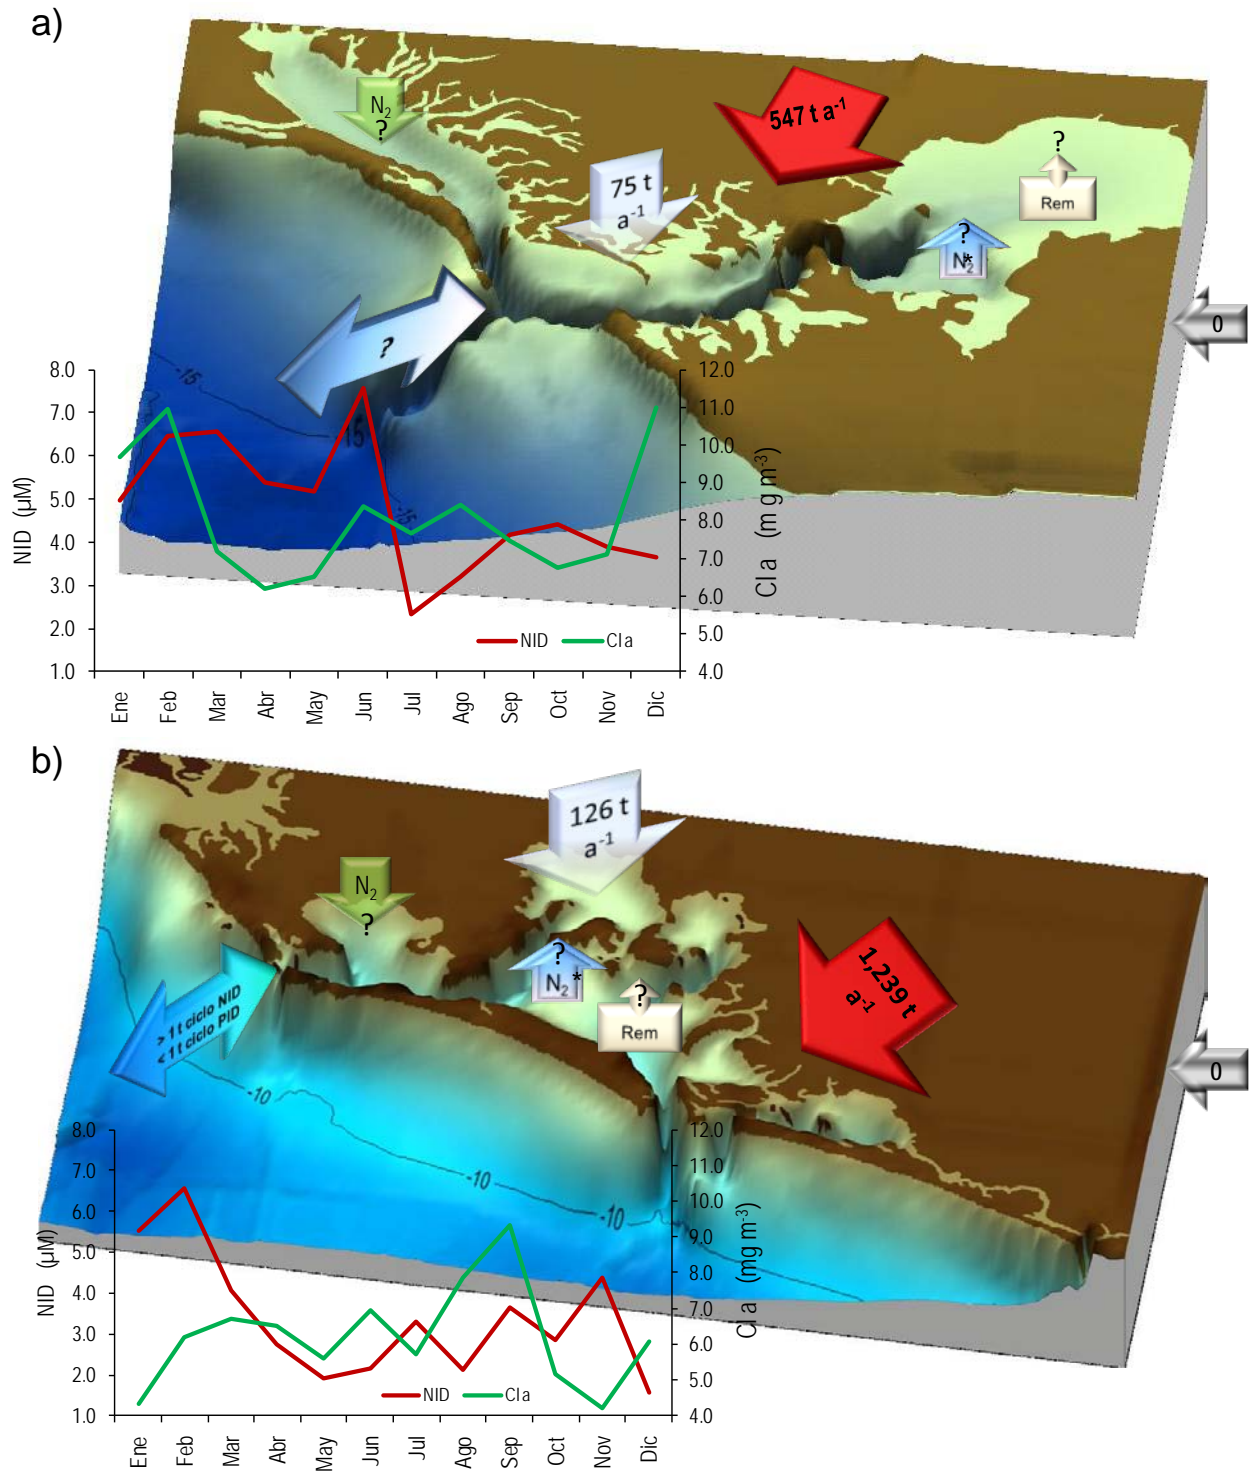 a)
N2
?
547 t a-1
75 t
a-1
?
Rem
?
N2*
?
0
-15
-15
-15
8.0
7.0
6.0
5.0
4.0
3.0
2.0
1.0
NID (µM)
12.0
11.0
10.0
9.0
8.0
7.0
6.0
5.0
4.0
Cl a (mg m-3)
NID
Cla
Ene
Feb
Mar
Abr
May
Jun
Jul
Ago
Sep
Oct
Nov
Dic
b)
126 t
a-1
N2
?
?
N2*
?
Rem
1,239 t
a-1
> 1 t ciclo NID
< 1 t ciclo PID
0
-10
-10
-10
8.0
7.0
6.0
5.0
4.0
3.0
2.0
1.0
NID (µM)
12.0
11.0
10.0
9.0
8.0
7.0
6.0
5.0
4.0
Cl a (mg m-3)
NID
Cla
Ene
Feb
Mar
Abr
May
Jun
Jul
Ago
Sep
Oct
Nov
Dic